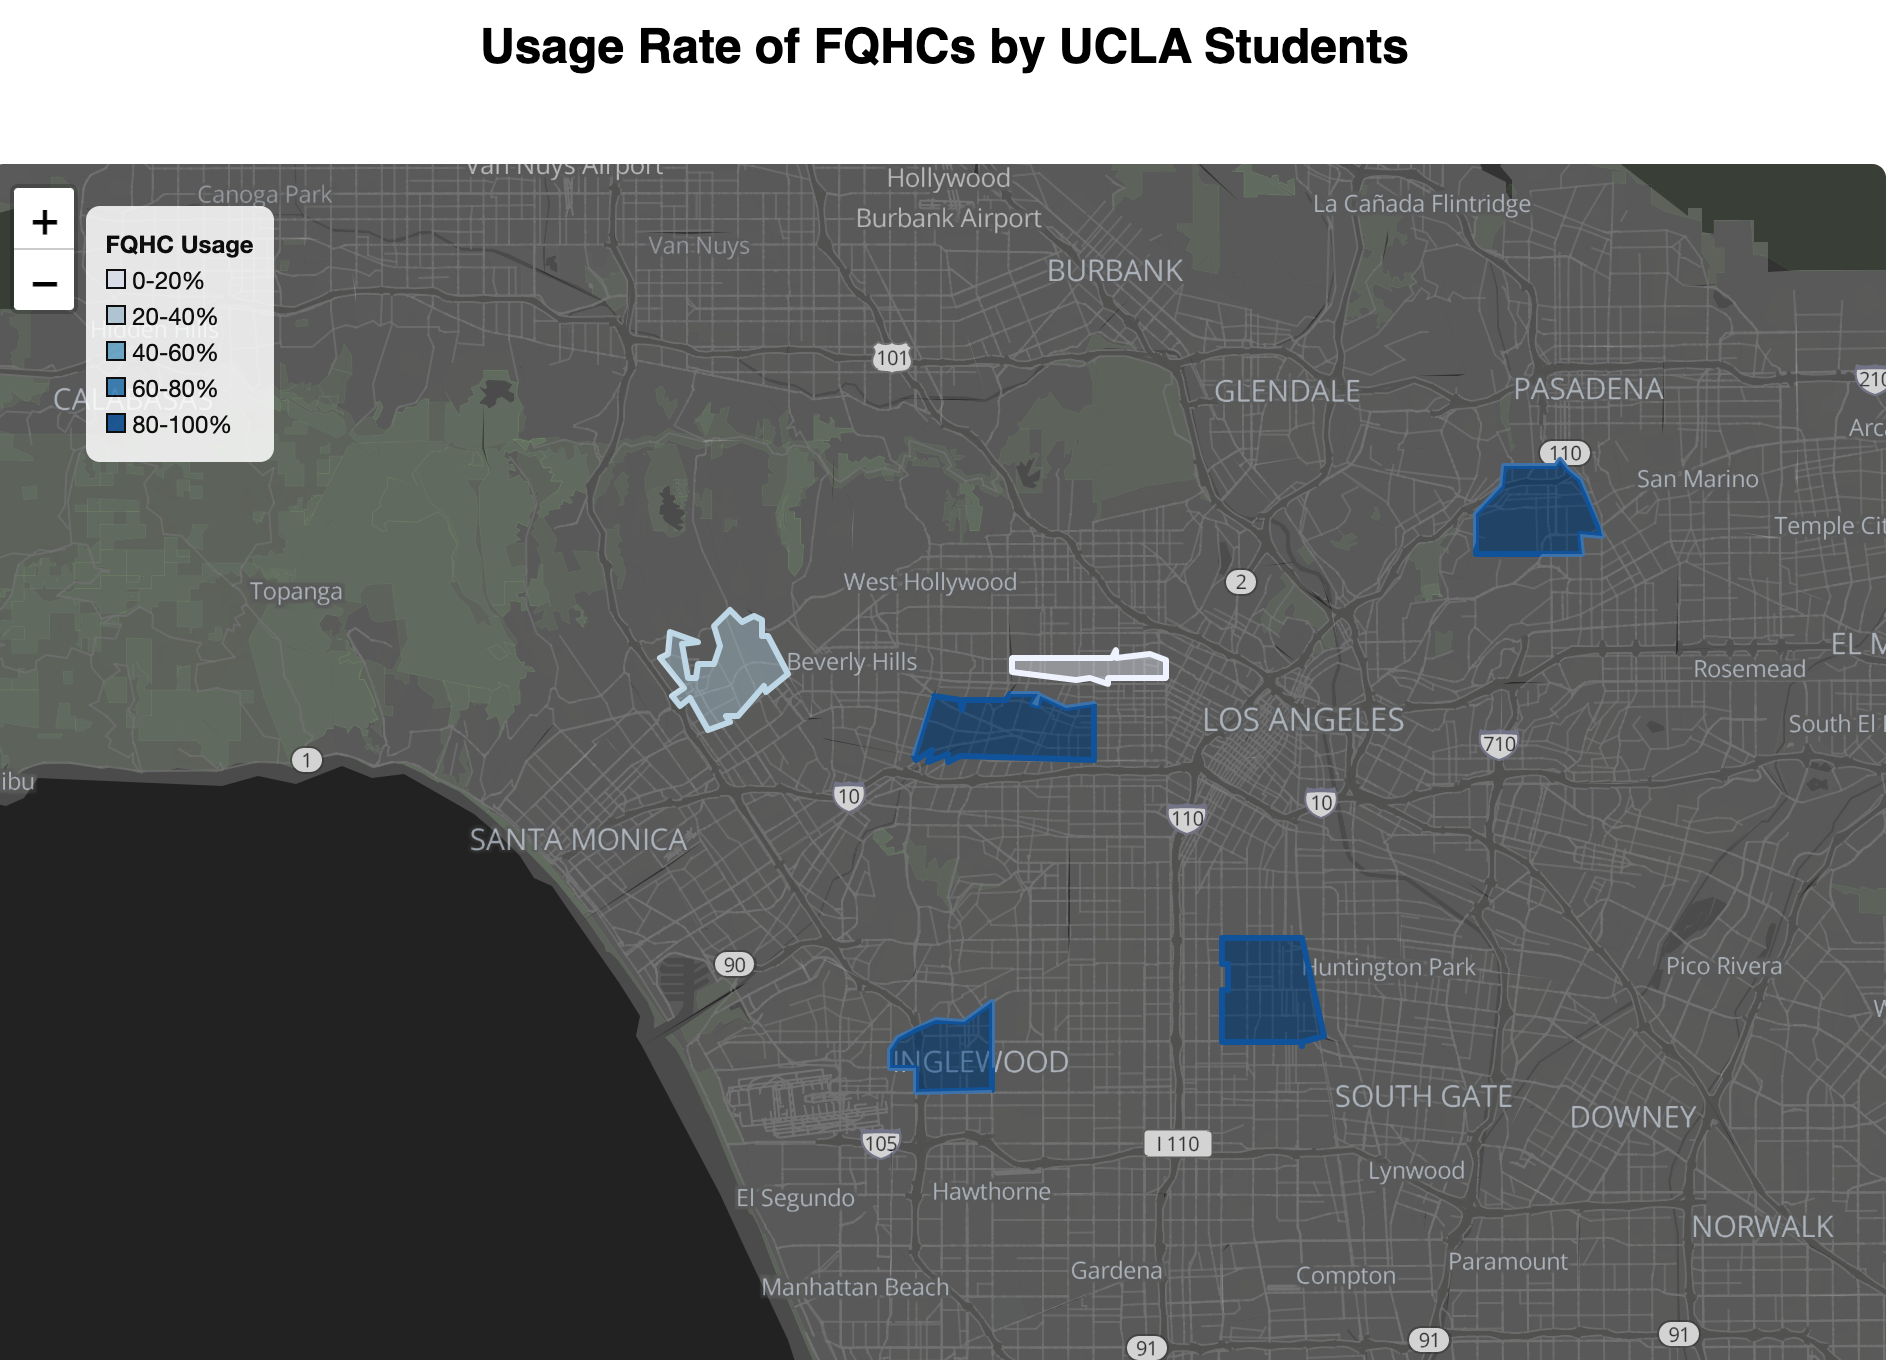 Usage Rate of FQHCs by UCLA Students
+
−
FQHC Usage
0-20%
20-40%
40-60%
60-80%
80-100%
Van Nuys Airport
Canoga Park
Hollywood
Burbank Airport
La Cañada Flintridge
Van Nuys
BURBANK
Hidden Hills
101
GLENDALE
PASADENA
210
CALABASAS
Arca
110
San Marino
Temple Cit
Topanga
West Hollywood
2
Beverly Hills
EL M
Rosemead
LOS ANGELES
South El
710
1
ibu
10
10
110
SANTA MONICA
90
Huntington Park
Pico Rivera
W
INGLEWOOD
SOUTH GATE
DOWNEY
105
I 110
Lynwood
El Segundo
Hawthorne
NORWALK
Paramount
Gardena
Compton
Manhattan Beach
91
91
91